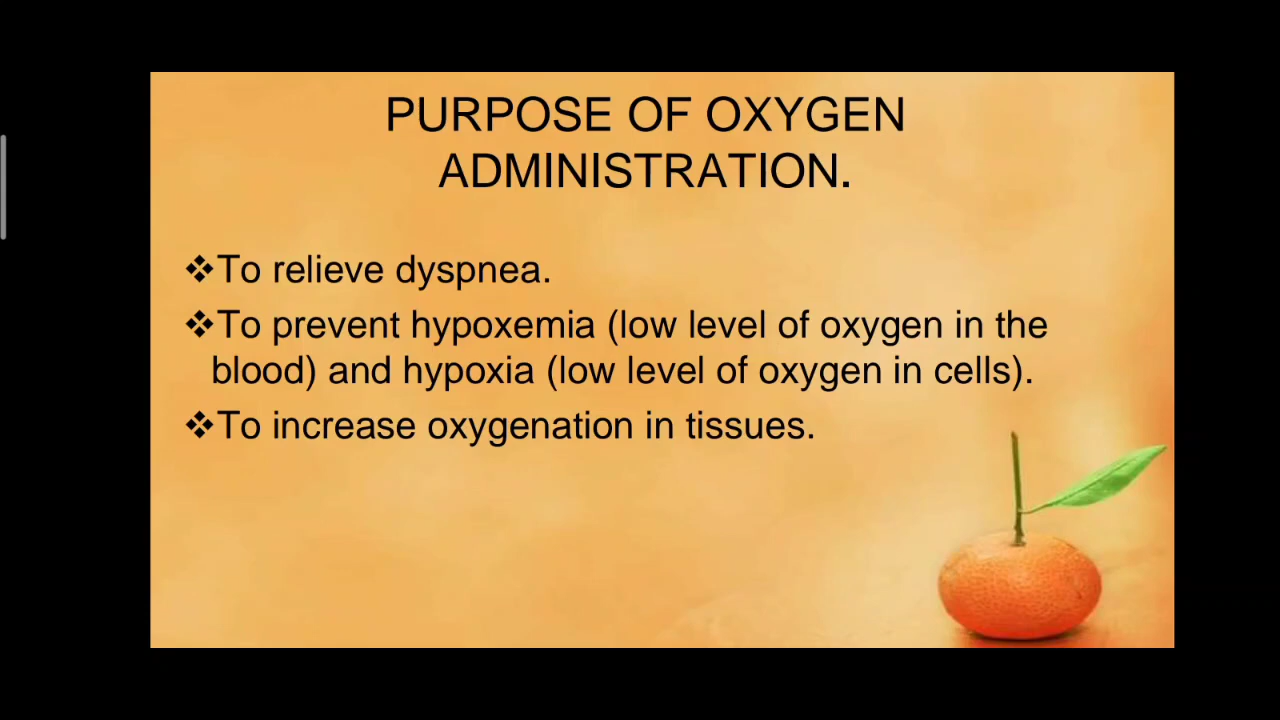 PURPOSE OF OXYGEN
ADMINISTRATION.
❖To relieve dyspnea.
❖To prevent hypoxemia (low level of oxygen in the
blood) and hypoxia (low level of oxygen in cells).
❖To increase oxygenation in tissues.